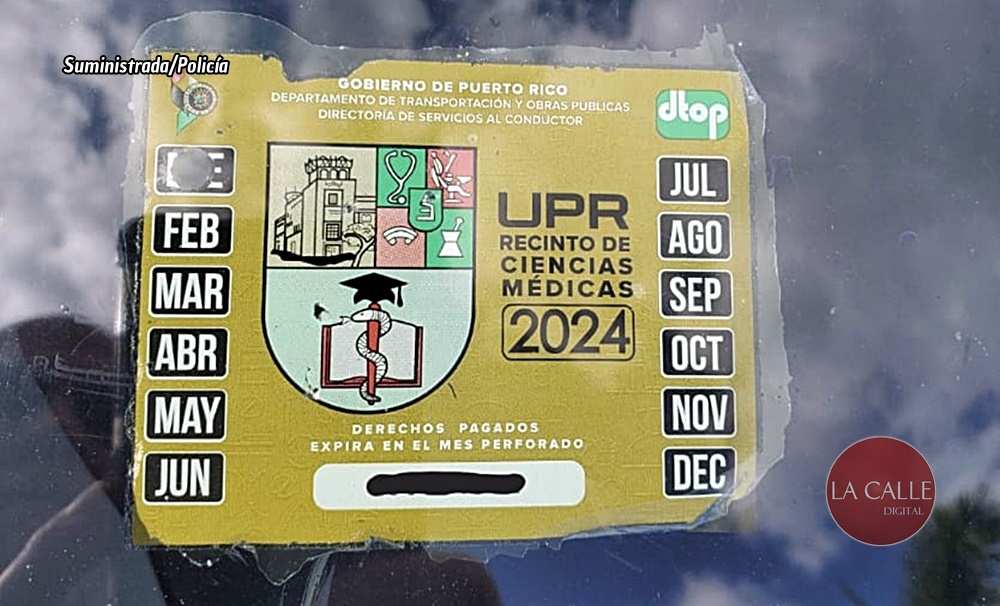 Suministrada/Policía
GOBIERNO DE PUERTO RICO
DEPARTAMENTO DE TRANSPORTACIÓN Y OBRAS PUBLICAS
DIRECTORÍA DE SERVICIOS AL CONDUCTOR
dtop
FEB
MAR
ABR
MAY
JUN
UPR
RECINTO DE
CIENCIAS
MÉDICAS
2024
JUL
AGO
SEP
OCT
NOV
DEC
DERECHOS PAGADOS
EXPIRA EN EL MES PERFORADO
LA CALLE
DIGITAL